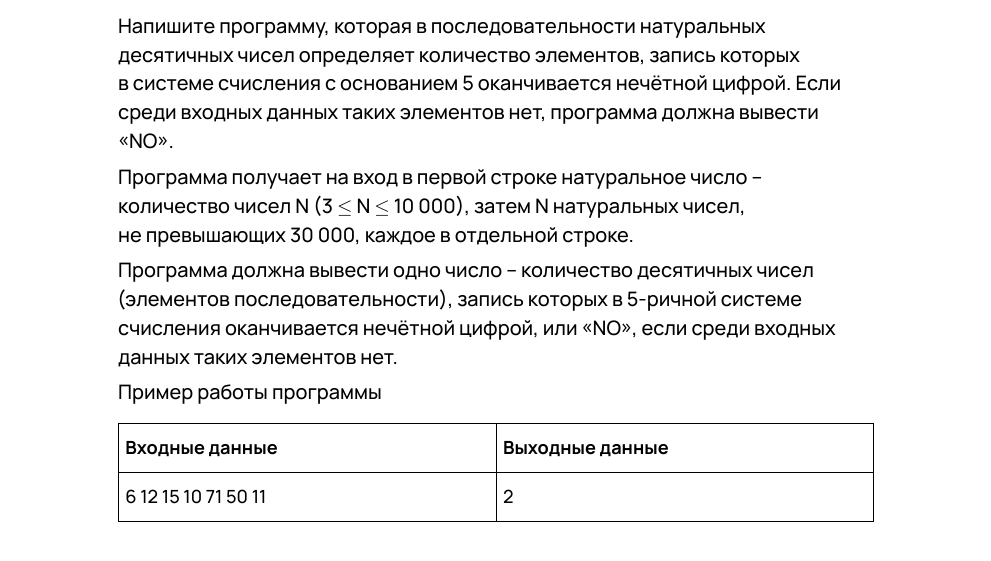 Напишите программу, которая в последовательности натуральных
десятичных чисел определяет количество элементов, запись которых
в системе счисления с основанием 5 оканчивается нечётной цифрой. Если
среди входных данных таких элементов нет, программа должна вывести
«NO».
Программа получает на вход в первой строке натуральное число –
количество чисел N (3 ≤ N ≤ 10 000), затем N натуральных чисел,
не превышающих 30 000, каждое в отдельной строке.
Программа должна вывести одно число – количество десятичных чисел
(элементов последовательности), запись которых в 5-ричной системе
счисления оканчивается нечётной цифрой, или «NO», если среди входных
данных таких элементов нет.
Пример работы программы
Входные данные Выходные данные
6 12 15 10 71 50 11 2